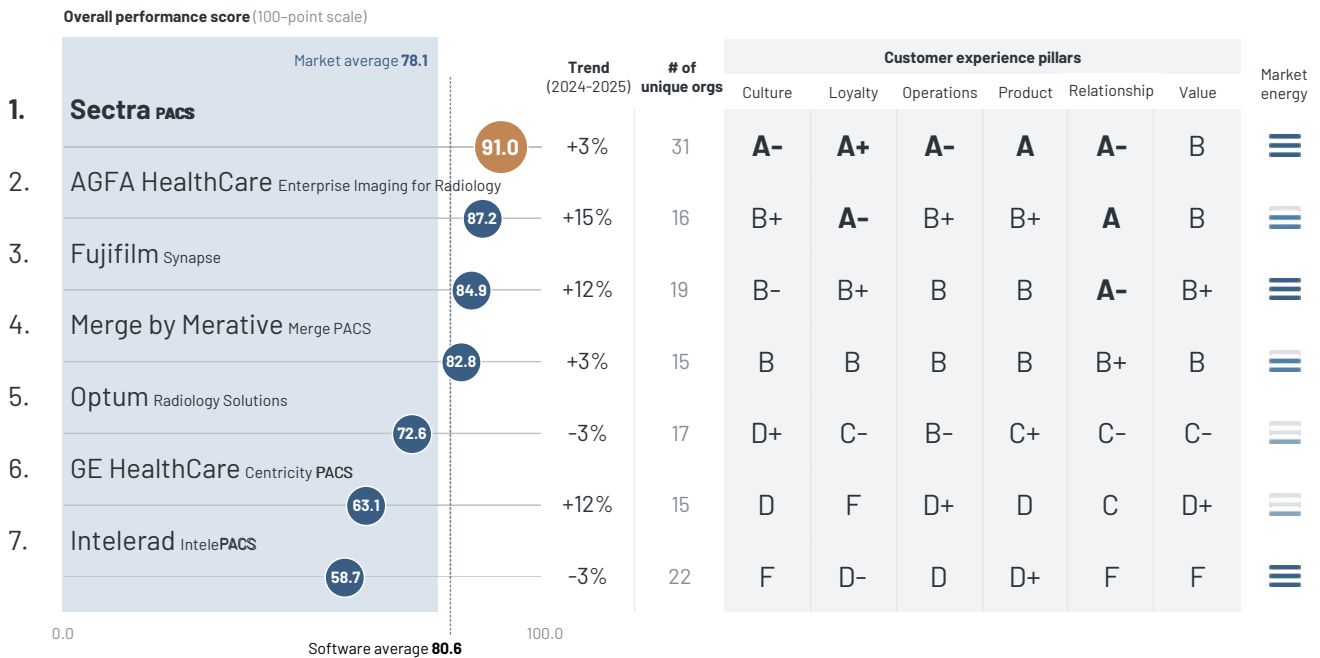 Overall performance score (100-point scale)
Market average 78.1
Trend (2024-2025)
# of unique orgs
Customer experience pillars
Culture Loyalty Operations Product Relationship Value
Market energy
1. Sectra PACS
91.0 +3% 31 A- A+ A- A A- B
2. AGFA HealthCare Enterprise Imaging for Radiology
87.2 +15% 16 B+ A- B+ B+ A B
3. Fujifilm Synapse
84.9 +12% 19 B- B+ B B A- B+
4. Merge by Merative Merge PACS
82.8 +3% 15 B B B B B+ B
5. Optum Radiology Solutions
72.6 -3% 17 D+ C- B- C+ C- C-
6. GE HealthCare Centricity PACS
63.1 +12% 15 D F D+ D C D+
7. Intelerad IntelePACS
58.7 -3% 22 F D- D D+ F F
0.0 100.0
Software average 80.6